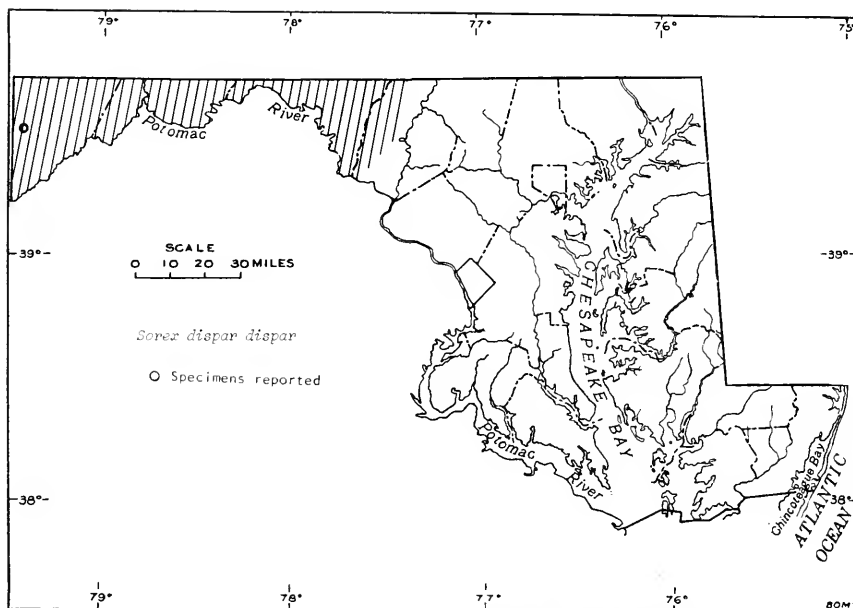 79° 78° 77° 76° 75°
Potomac
River
39°
SCALE
0 10 20 30 MILES
39°
Sorex dispar dispar
O Specimens reported
CHESAPEAKE BAY
Potomac
River
38°
Chincoteague Bay
ATLANTIC
OCEAN
38°
79° 78° 77° 76°
80M